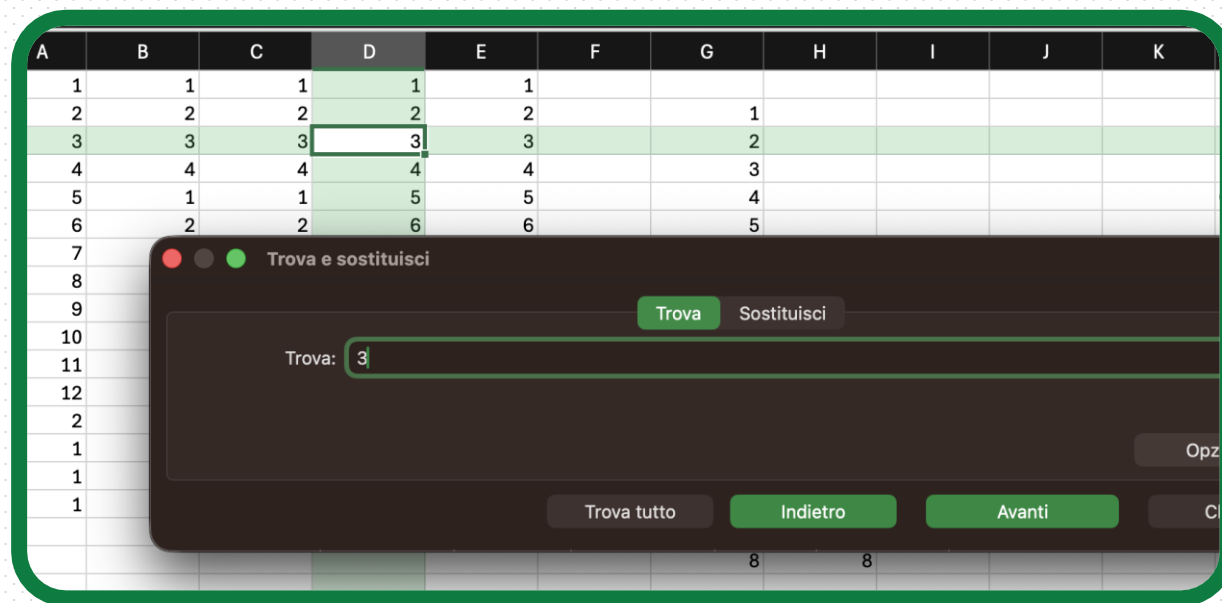 A B C D E F G H I J K
1 1 1 1 1
2 2 2 2 2 1
3 3 3 3 3 2
4 4 4 4 4 3
5 1 1 5 5 4
6 2 2 6 6 5
7
Trova e sostituisci
8
9
Trova Sostituisci
10
Trova: 3
11
12
2
1
Opz
1
1
Trova tutto Indietro Avanti
8 8